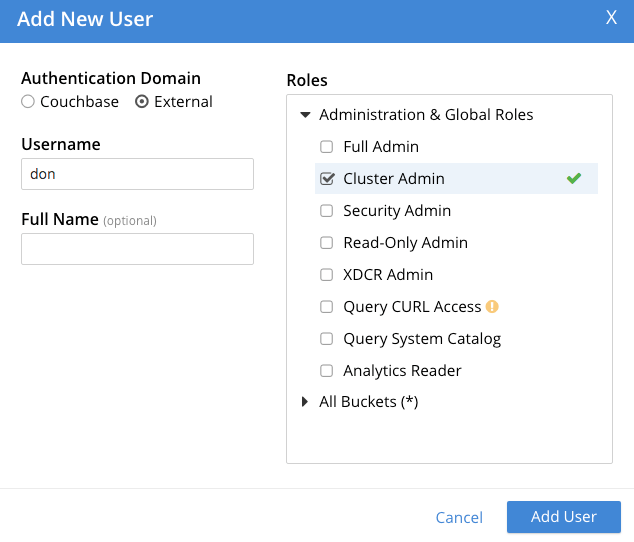 Add New User
X
Authentication Domain
Couchbase
External
Username
don
Full Name (optional)
Roles
Administration & Global Roles
Full Admin
Cluster Admin
Security Admin
Read-Only Admin
XDCR Admin
Query CURL Access
Query System Catalog
Analytics Reader
All Buckets (*)
Cancel
Add User